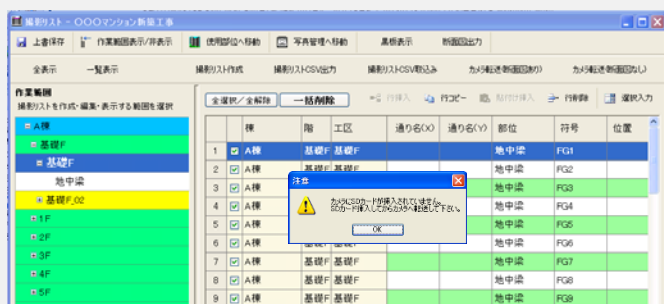 撮影リスト - 〇〇〇マンション新築工事
上書保存 作業範囲表示/非表示 使用部位へ移動 写真管理へ移動 黒板表示 断面図出力
全表示 一覧表示 撮影リスト作成 撮影リストCSV出力 撮影リストCSV取込み カメラ転送(断面図あり) カメラ転送(断面図なし)
作業範囲
撮影リストを作成・編集・表示する範囲を選択
全選択/全解除 一括削除 行挿入 行コピー 貼付け挿入 行削除 選択入力
A棟
基礎F
基礎F
地中梁
基礎F_02
1F
2F
3F
4F
5F
棟 階 工区 通り名(X) 通り名(Y) 部位 符号 位置
1 A棟 基礎F 基礎F 地中梁 FG1
2 A棟 基礎F 基礎F 地中梁 FG2
3 A棟 地中梁 FG3
4 A棟 地中梁 FG4
5 A棟 地中梁 FG5
6 A棟 基礎F 基礎F 地中梁 FG6
7 A棟 基礎F 基礎F 地中梁 FG7
8 A棟 基礎F 基礎F 地中梁 FG8
9 A棟 基礎F 基礎F 地中梁 FG9
注意
カメラにSDカードが挿入されていません。
SDカード挿入してからカメラへ転送して下さい。
OK